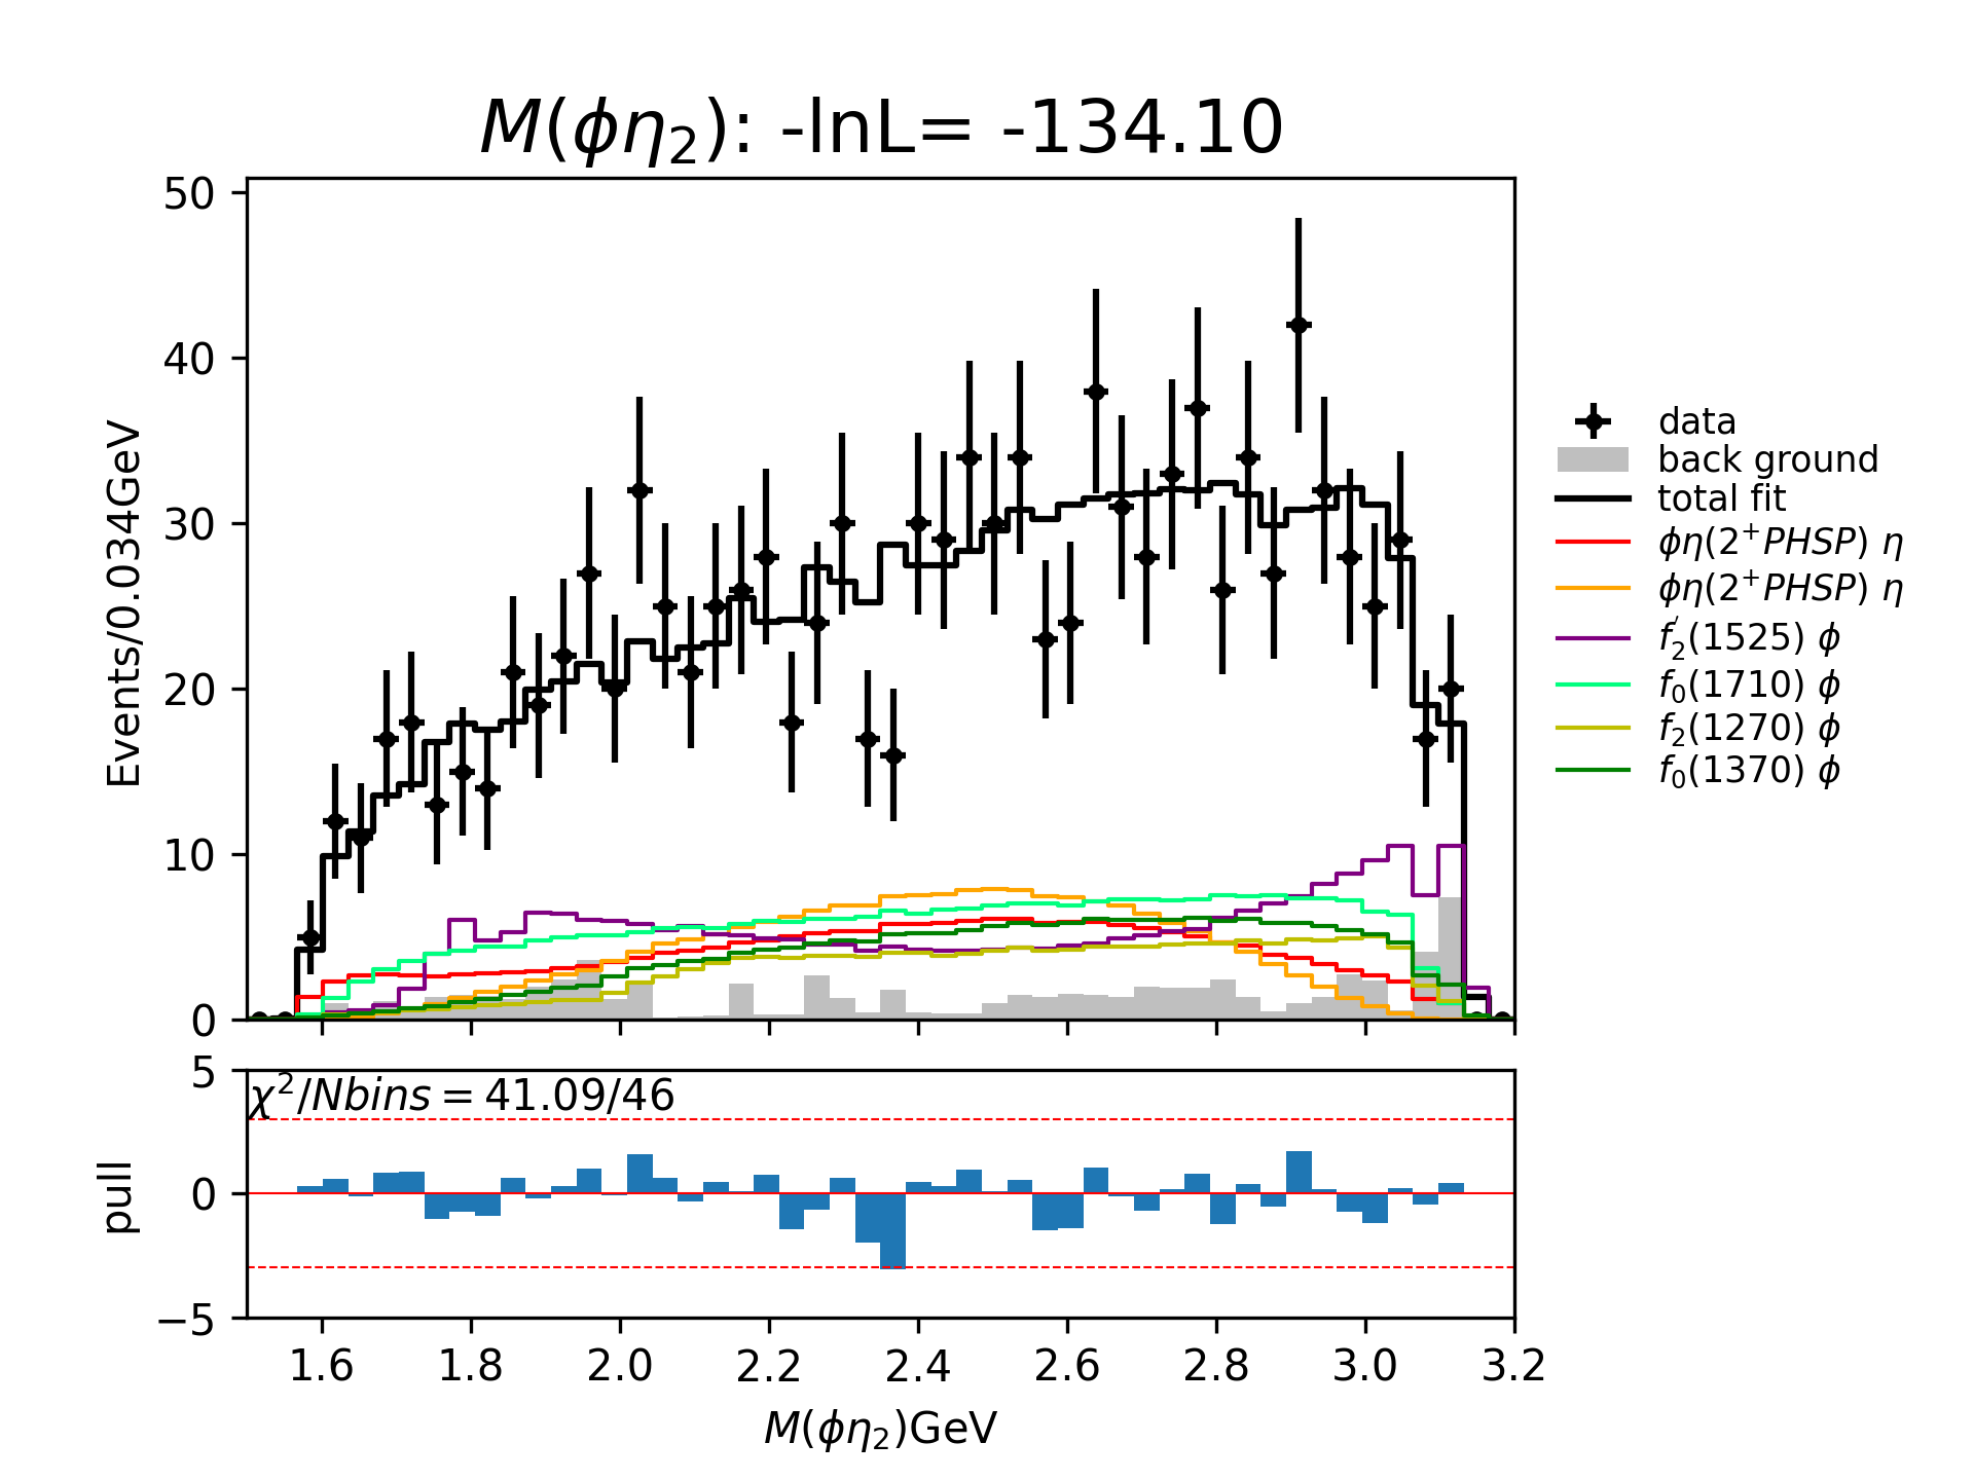 M(ϕη₂): -lnL= -134.10
Events/0.034GeV
50
40
30
20
10
0
data
back ground
total fit
ϕη(2⁺PHSP) η
ϕη(2⁺PHSP) η
f₂′(1525) ϕ
f₀(1710) ϕ
f₂(1270) ϕ
f₀(1370) ϕ
χ²/Nbins = 41.09/46
pull
5
0
−5
1.6 1.8 2.0 2.2 2.4 2.6 2.8 3.0 3.2
M(ϕη₂)GeV